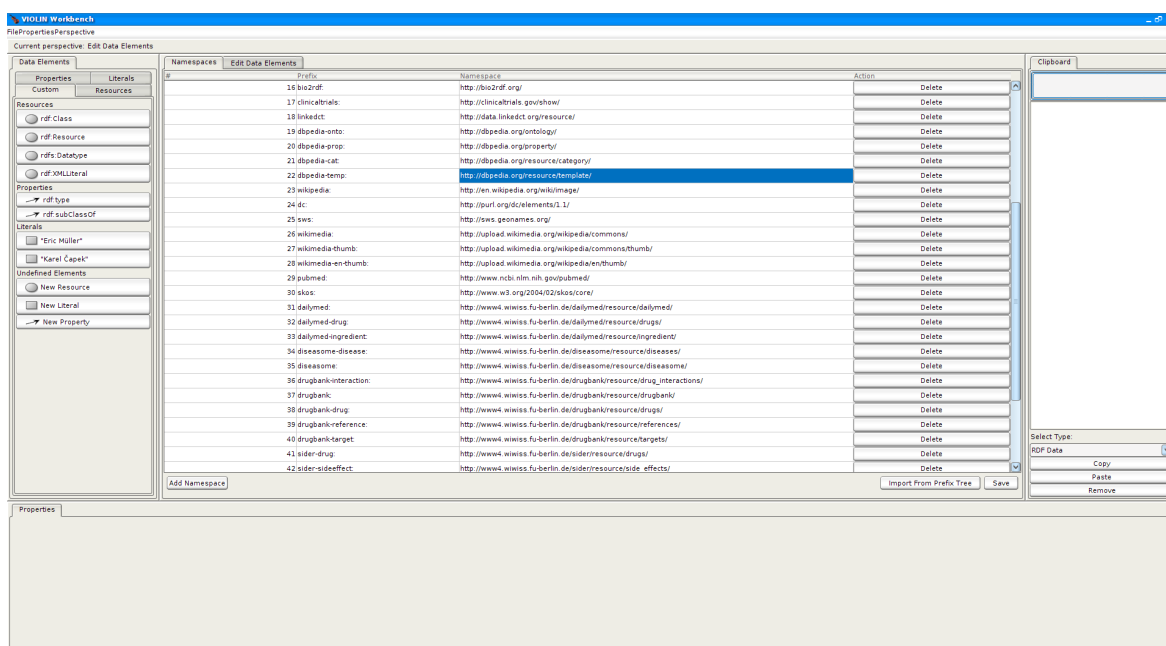 VIOLIN Workbench
FilePropertiesPerspective
Current perspective: Edit Data Elements
Data Elements
Properties Literals
Custom Resources
Resources
rdf:Class
rdf:Resource
rdfs:Datatype
rdf:XMLLiteral
Properties
rdf:type
rdf:subClassOf
Literals
"Eric Müller"
"Karel Čapek"
Undefined Elements
New Resource
New Literal
New Property
Namespaces Edit Data Elements
# Prefix Namespace Action
16 bio2rdf: http://bio2rdf.org/ Delete
17 clinicaltrials: http://clinicaltrials.gov/show/ Delete
18 linkedct: http://data.linkedct.org/resource/ Delete
19 dbpedia-onto: http://dbpedia.org/ontology/ Delete
20 dbpedia-prop: http://dbpedia.org/property/ Delete
21 dbpedia-cat: http://dbpedia.org/resource/category/ Delete
22 dbpedia-temp: http://dbpedia.org/resource/template/ Delete
23 wikipedia: http://en.wikipedia.org/wiki/image/ Delete
24 dc: http://purl.org/dc/elements/1.1/ Delete
25 sws: http://sws.geonames.org/ Delete
26 wikimedia: http://upload.wikimedia.org/wikipedia/commons/ Delete
27 wikimedia-thumb: http://upload.wikimedia.org/wikipedia/commons/thumb/ Delete
28 wikimedia-en-thumb: http://upload.wikimedia.org/wikipedia/en/thumb/ Delete
29 pubmed: http://www.ncbi.nlm.nih.gov/pubmed/ Delete
30 skos: http://www.w3.org/2004/02/skos/core/ Delete
31 dailymed: http://www4.wiwiss.fu-berlin.de/dailymed/resource/dailymed/ Delete
32 dailymed-drug: http://www4.wiwiss.fu-berlin.de/dailymed/resource/drugs/ Delete
33 dailymed-ingredient: http://www4.wiwiss.fu-berlin.de/dailymed/resource/ingredient/ Delete
34 diseasome-disease: http://www4.wiwiss.fu-berlin.de/diseasome/resource/diseases/ Delete
35 diseasome: http://www4.wiwiss.fu-berlin.de/diseasome/resource/diseasome/ Delete
36 drugbank-interaction: http://www4.wiwiss.fu-berlin.de/drugbank/resource/drug_interactions/ Delete
37 drugbank: http://www4.wiwiss.fu-berlin.de/drugbank/resource/drugbank/ Delete
38 drugbank-drug: http://www4.wiwiss.fu-berlin.de/drugbank/resource/drugs/ Delete
39 drugbank-reference: http://www4.wiwiss.fu-berlin.de/drugbank/resource/references/ Delete
40 drugbank-target: http://www4.wiwiss.fu-berlin.de/drugbank/resource/targets/ Delete
41 sider-drug: http://www4.wiwiss.fu-berlin.de/sider/resource/drugs/ Delete
42 sider-sideeffect: http://www4.wiwiss.fu-berlin.de/sider/resource/side_effects/ Delete
Add Namespace Import From Prefix Tree Save
Clipboard
Select Type:
RDF Data
Copy
Paste
Remove
Properties